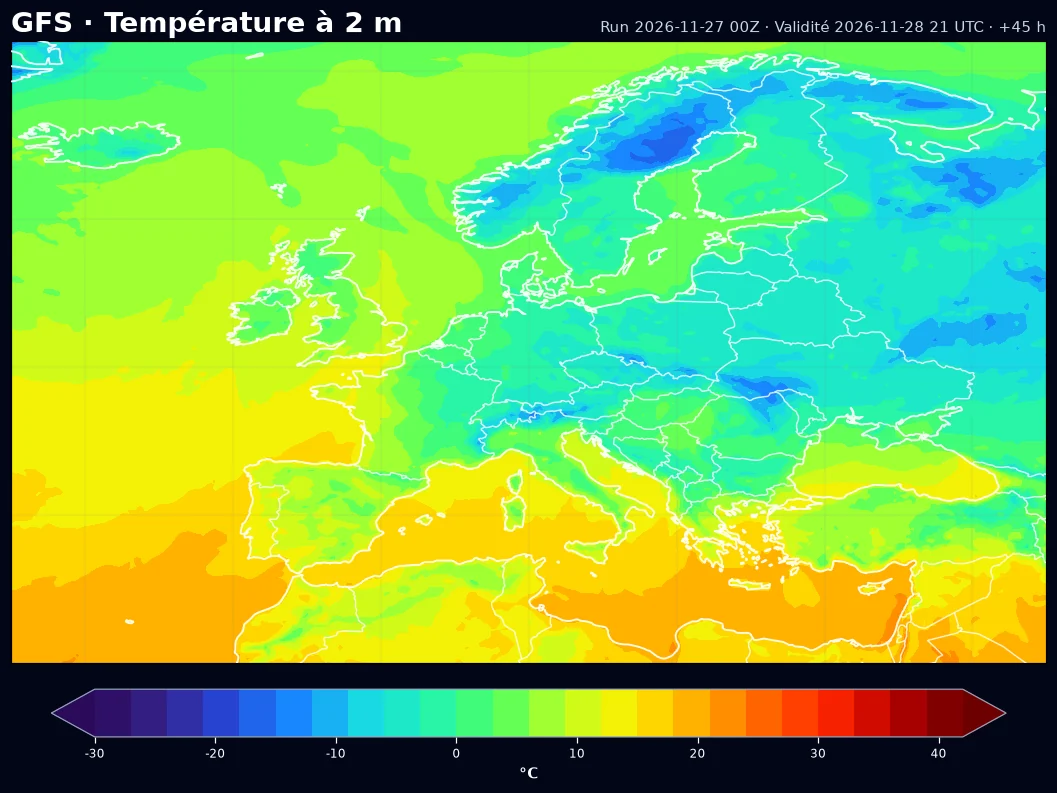 GFS · Température à 2 m
Run 2026-11-27 00Z · Validité 2026-11-28 21 UTC · +45 h
-30 -20 -10 0 10 20 30 40
°C